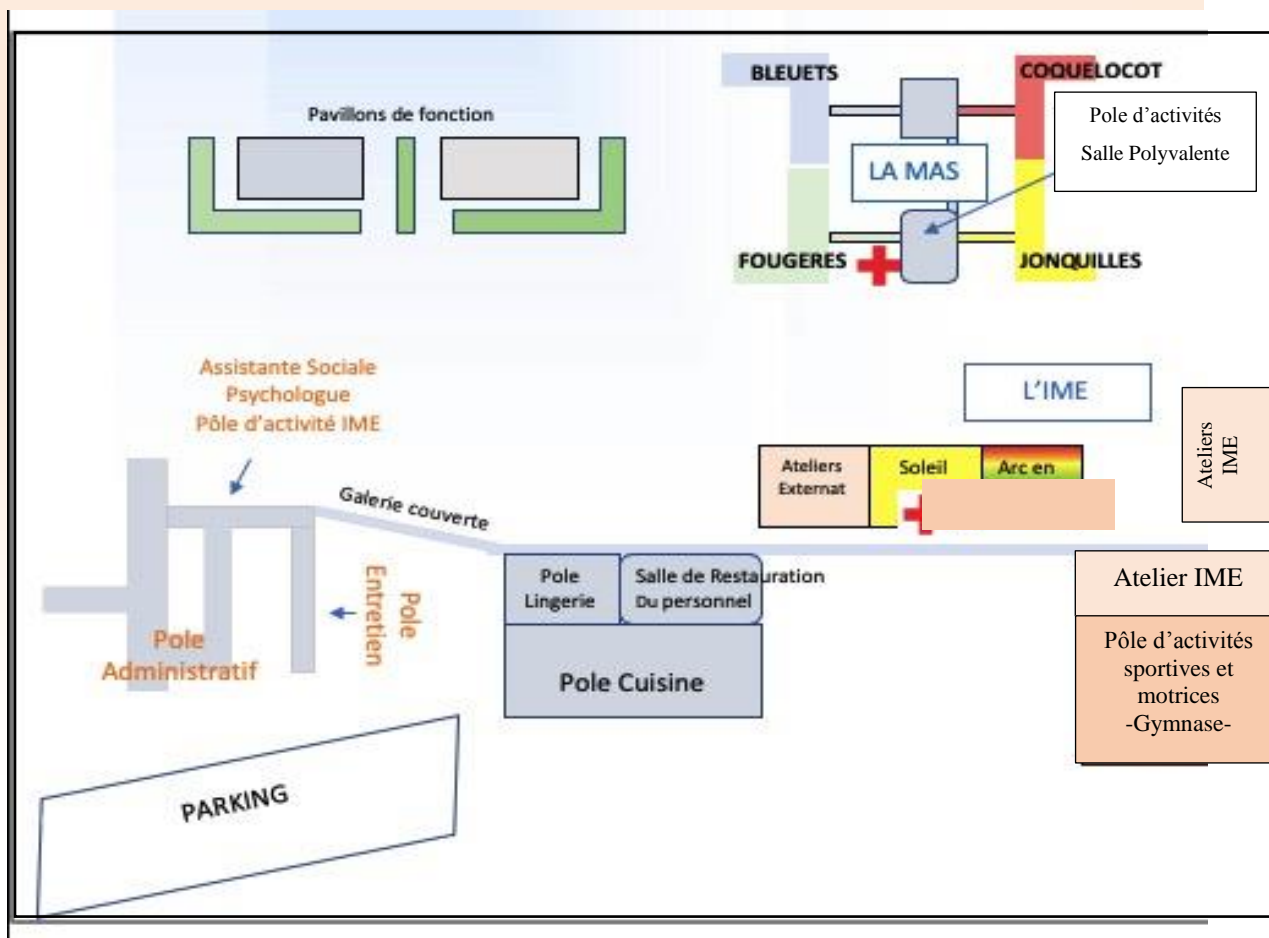 BLEUETS
COQUELOCOT
Pole d'activités
Salle Polyvalente
Pavillons de fonction
LA MAS
FOUGERES
JONQUILLES
Assistante Sociale
Psychologue
Pôle d'activité IME
L'IME
Ateliers
IME
Ateliers
Externat
Soleil
Arc en
Galerie couverte
Pole
Lingerie
Salle de Restauration
Du personnel
Atelier IME
Pole
Entretien
Pole
Administratif
Pole Cuisine
Pôle d'activités
sportives et
motrices
-Gymnase-
PARKING